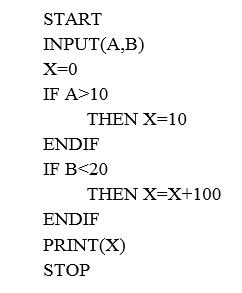 START
INPUT(A,B)
X=0
IF A>10
THEN X=10
ENDIF
IF B<20
THEN X=X+100
ENDIF
PRINT(X)
STOP